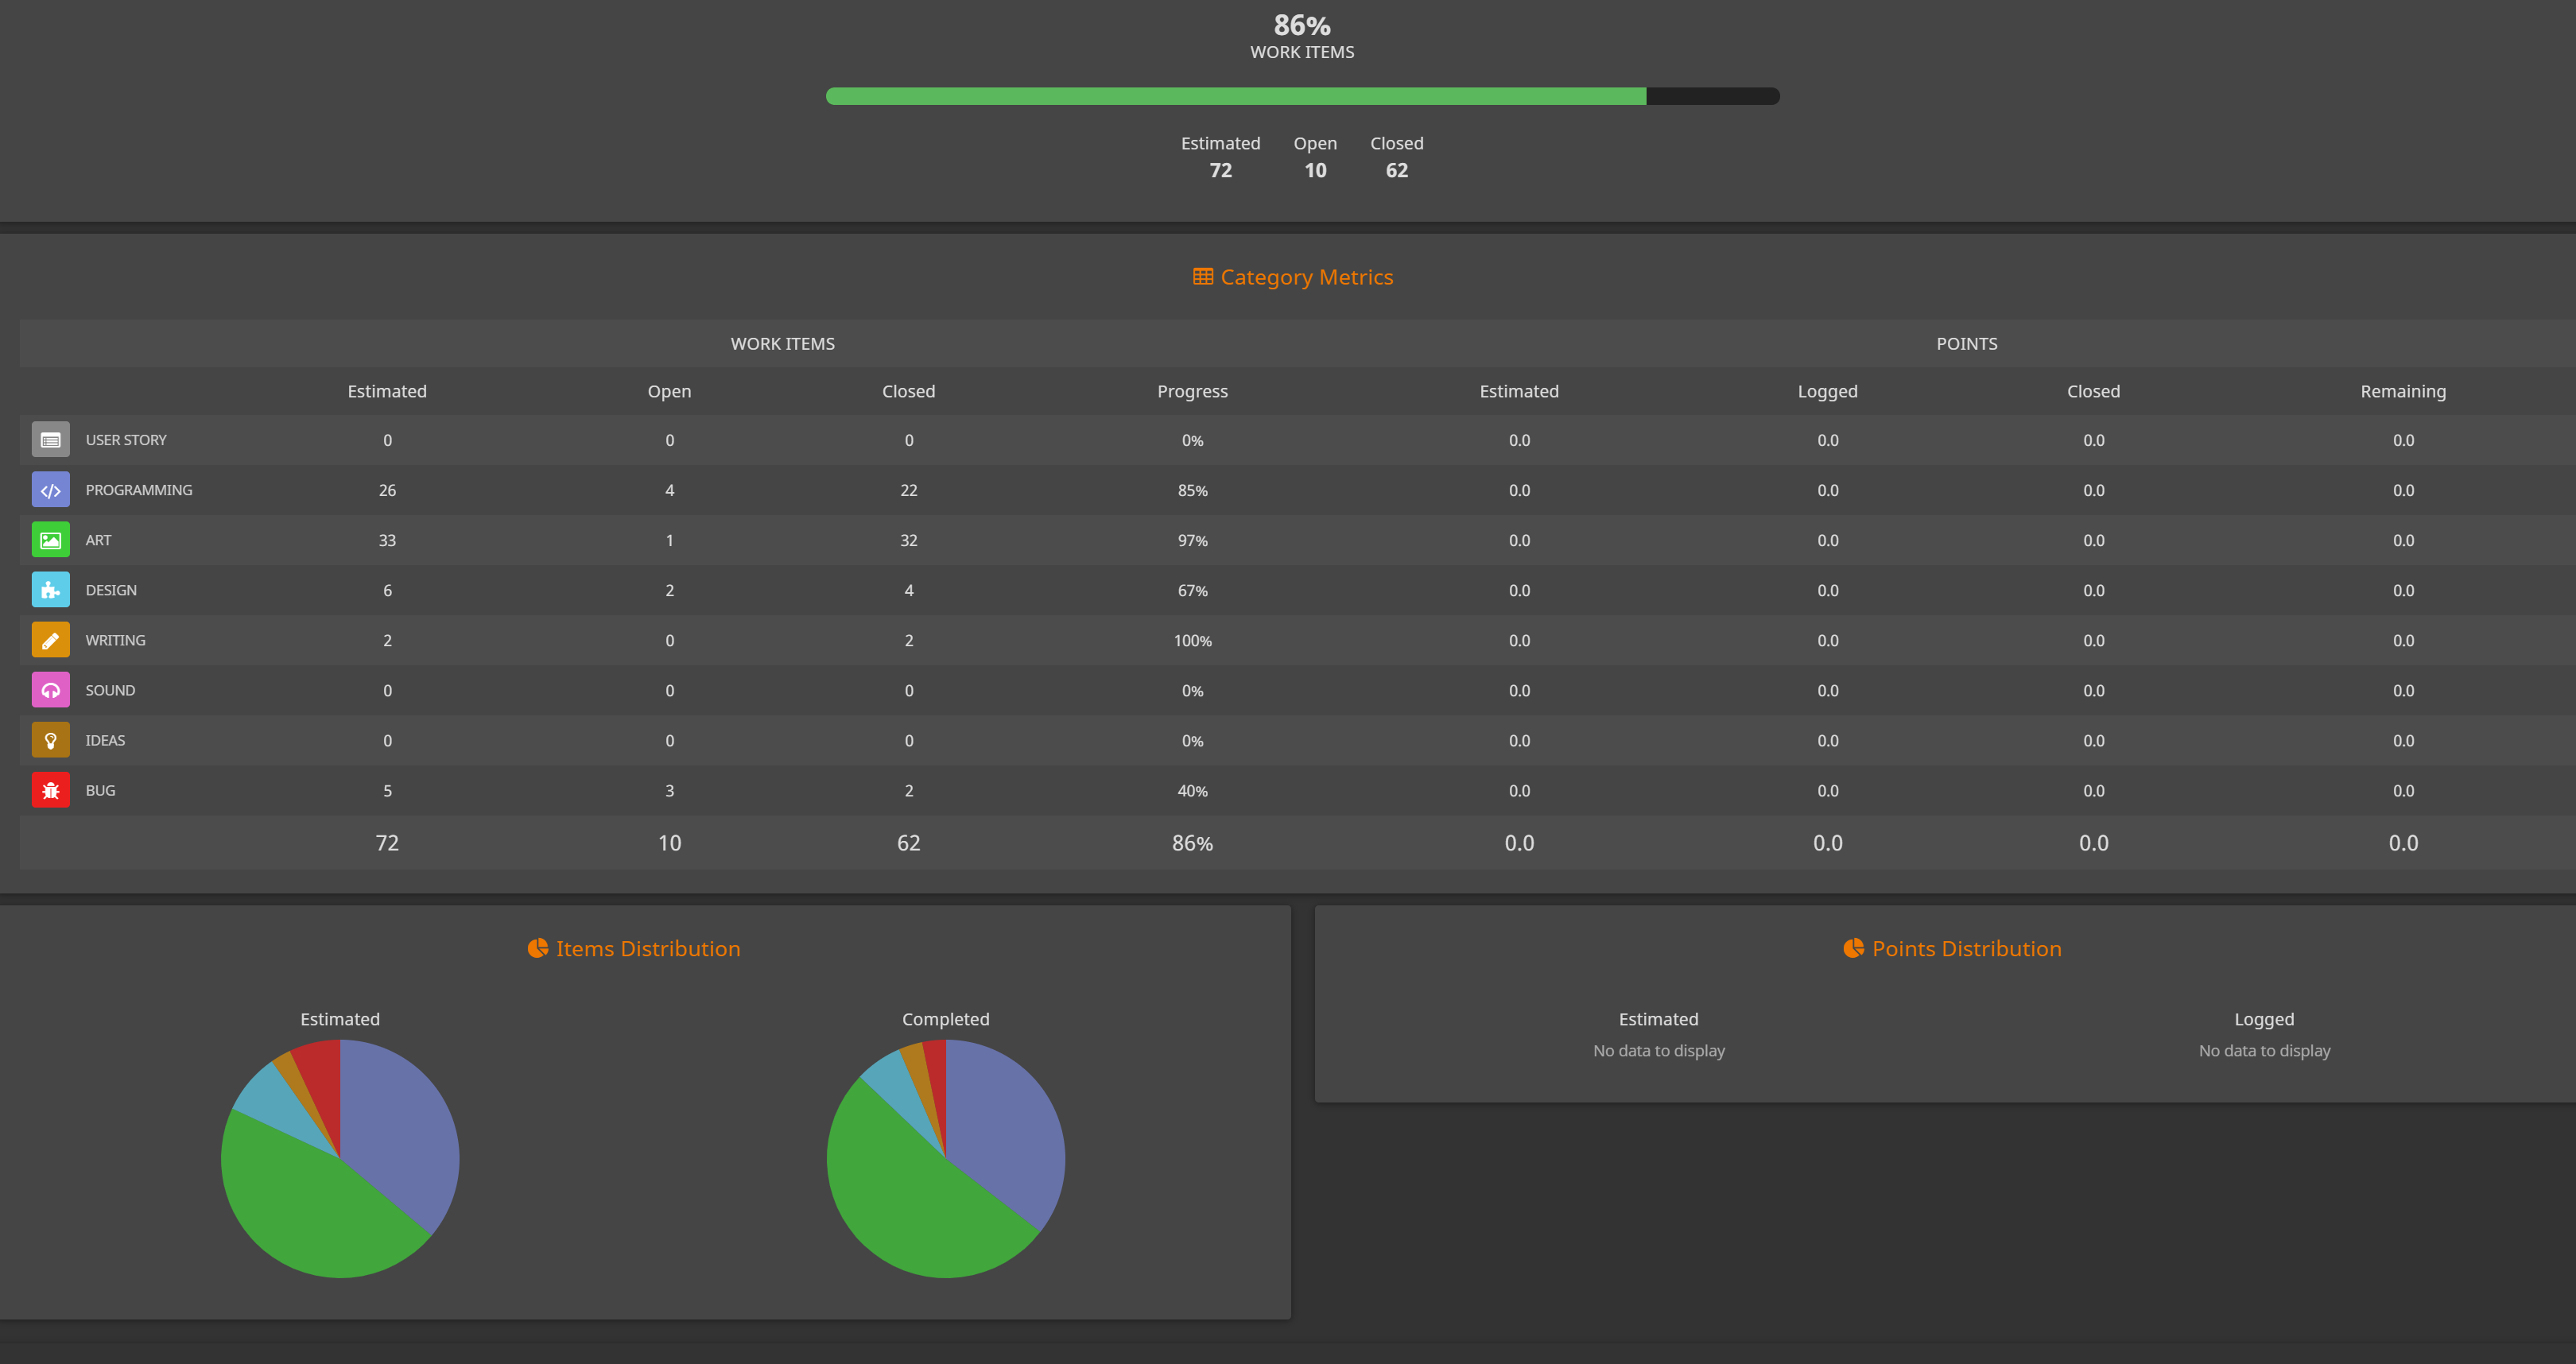 86%
WORK ITEMS
Estimated Open Closed
72 10 62
Category Metrics
WORK ITEMS POINTS
Estimated Open Closed Progress Estimated Logged Closed Remaining
USER STORY 0 0 0 0% 0.0 0.0 0.0 0.0
PROGRAMMING 26 4 22 85% 0.0 0.0 0.0 0.0
ART 33 1 32 97% 0.0 0.0 0.0 0.0
DESIGN 6 2 4 67% 0.0 0.0 0.0 0.0
WRITING 2 0 2 100% 0.0 0.0 0.0 0.0
SOUND 0 0 0 0% 0.0 0.0 0.0 0.0
IDEAS 0 0 0 0% 0.0 0.0 0.0 0.0
BUG 5 3 2 40% 0.0 0.0 0.0 0.0
72 10 62 86% 0.0 0.0 0.0 0.0
Items Distribution
Estimated Completed
Points Distribution
Estimated Logged
No data to display No data to display